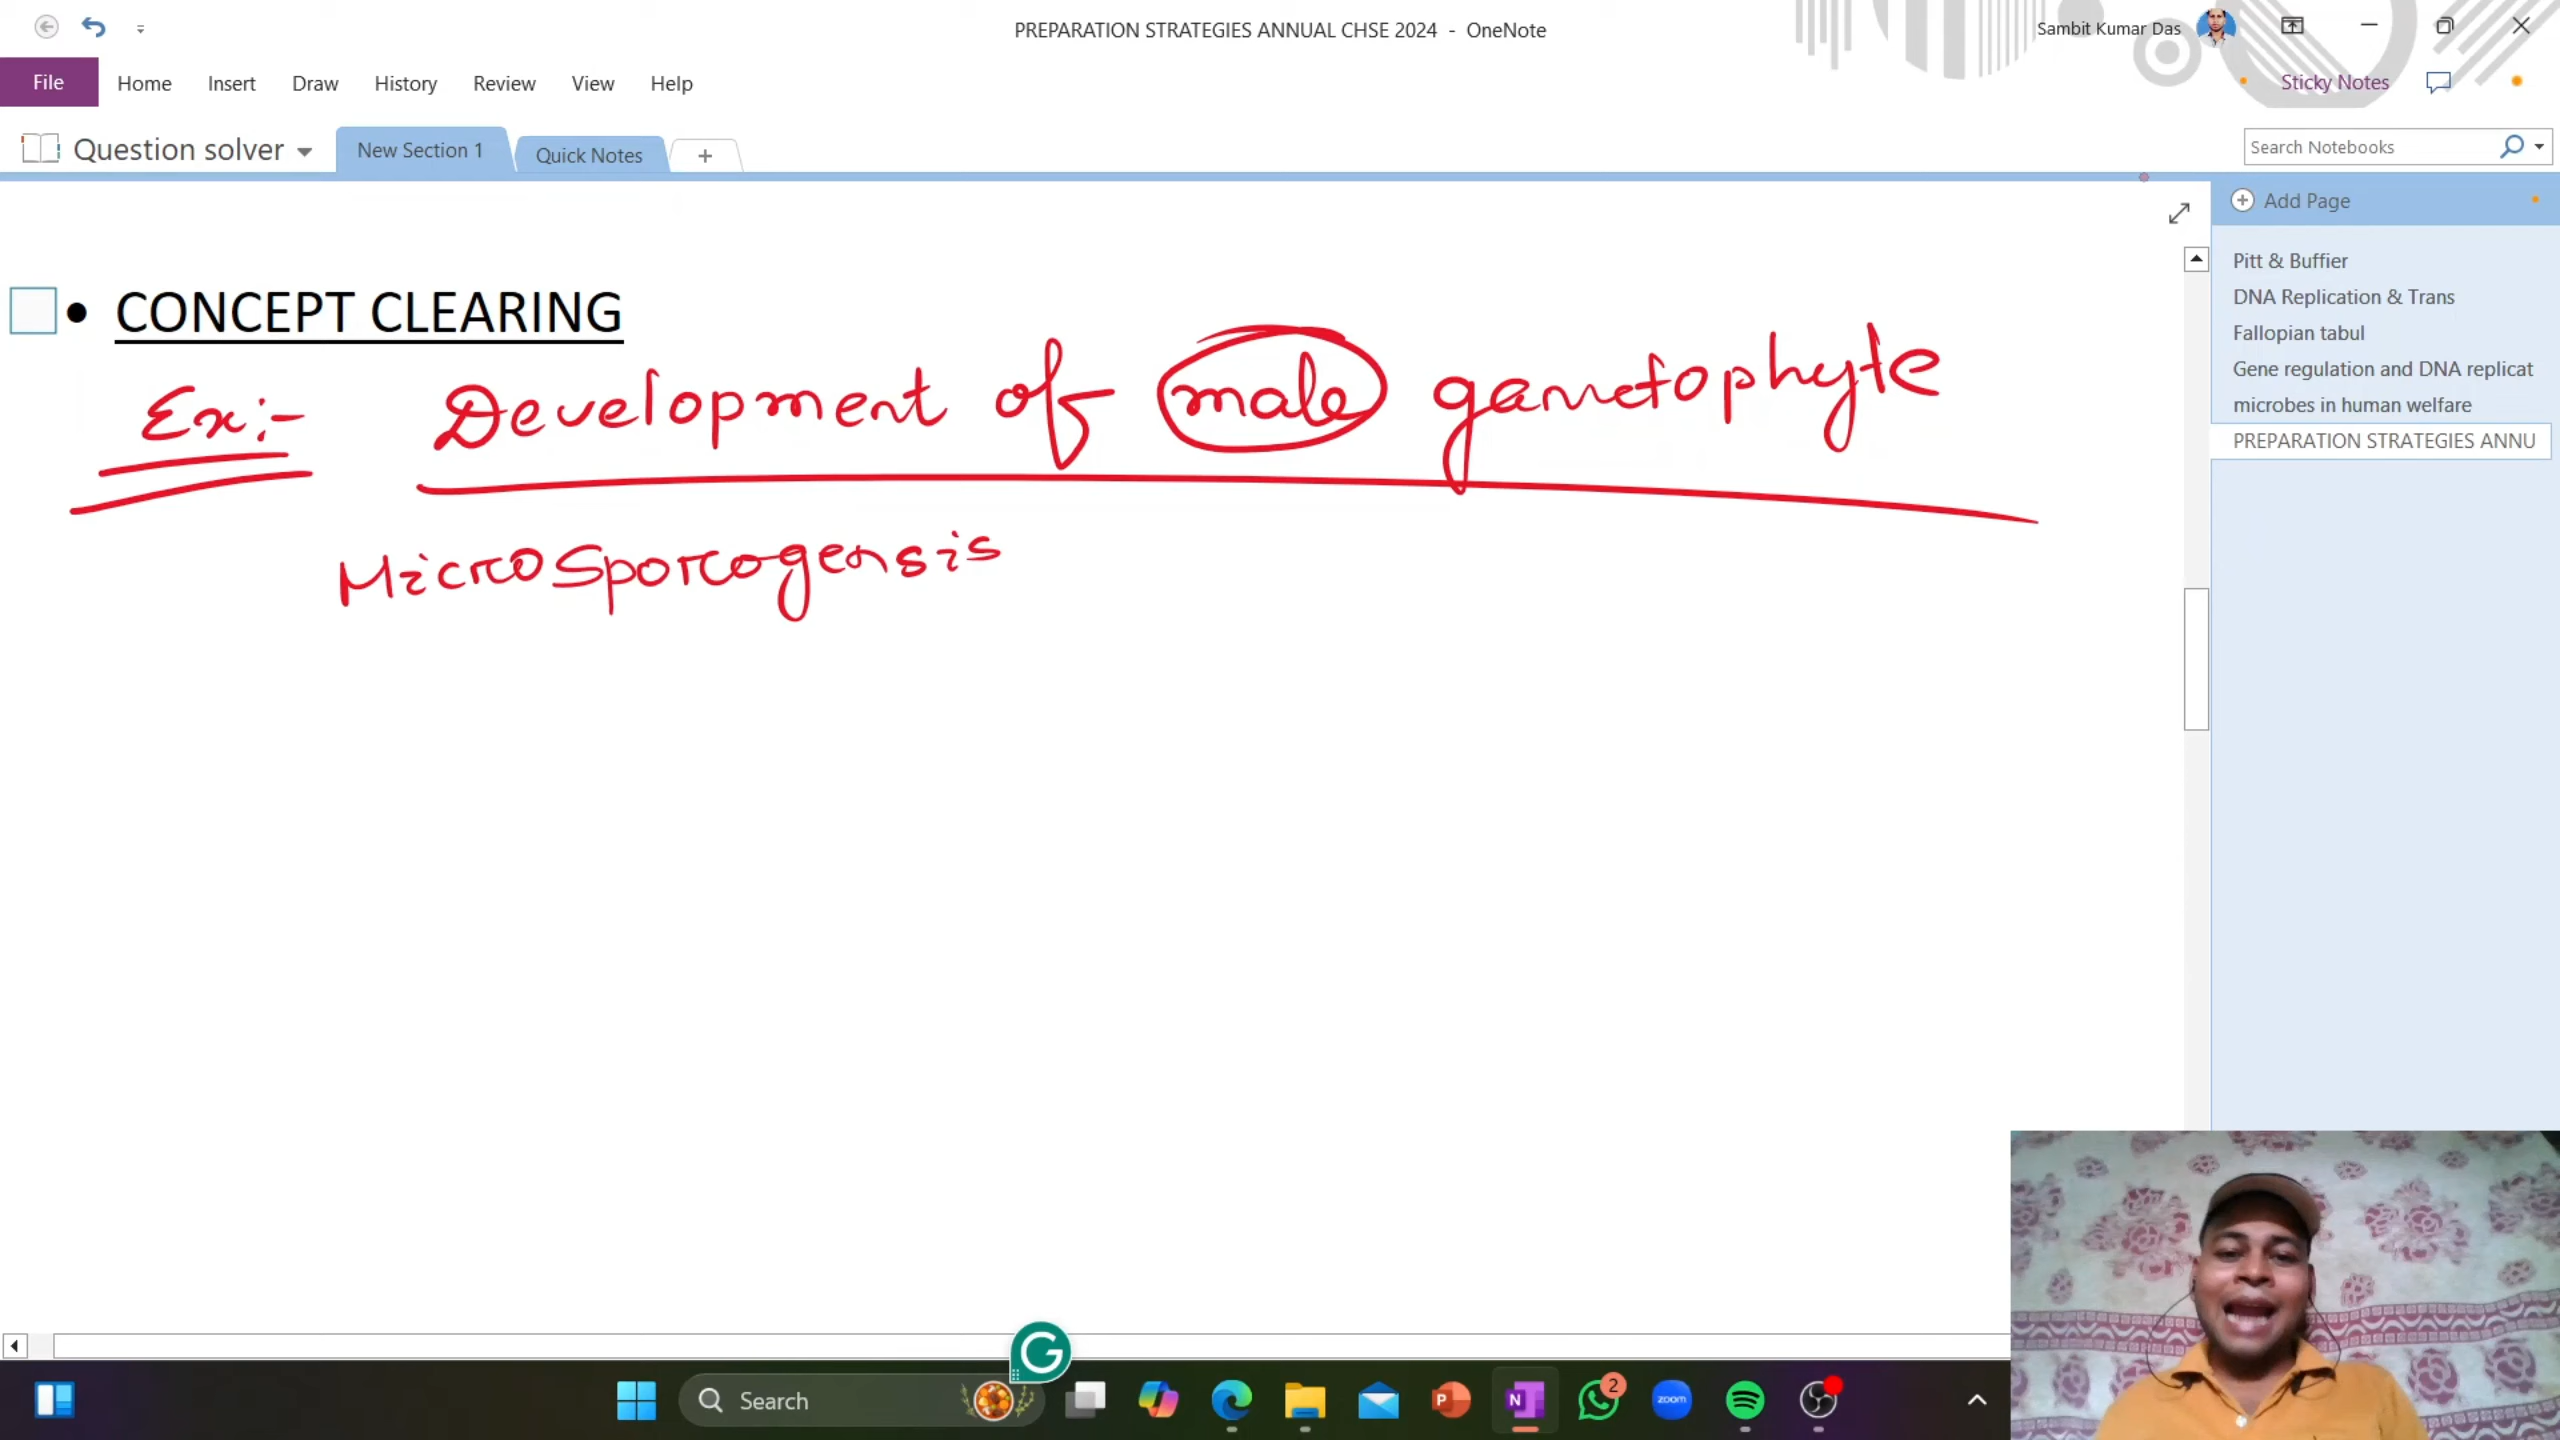 PREPARATION STRATEGIES ANNUAL CHSE 2024 - OneNote
Sambit Kumar Das
File Home Insert Draw History Review View Help
Sticky Notes
Question solver New Section 1 Quick Notes +
Search Notebooks
Add Page
Pitt & Buffier
DNA Replication & Trans
Fallopian tabul
Gene regulation and DNA replicat
microbes in human welfare
PREPARATION STRATEGIES ANNU
• CONCEPT CLEARING
Ex:- Development of male gametophyte
Microsporogensis
G
Search
P
N
2
zoom